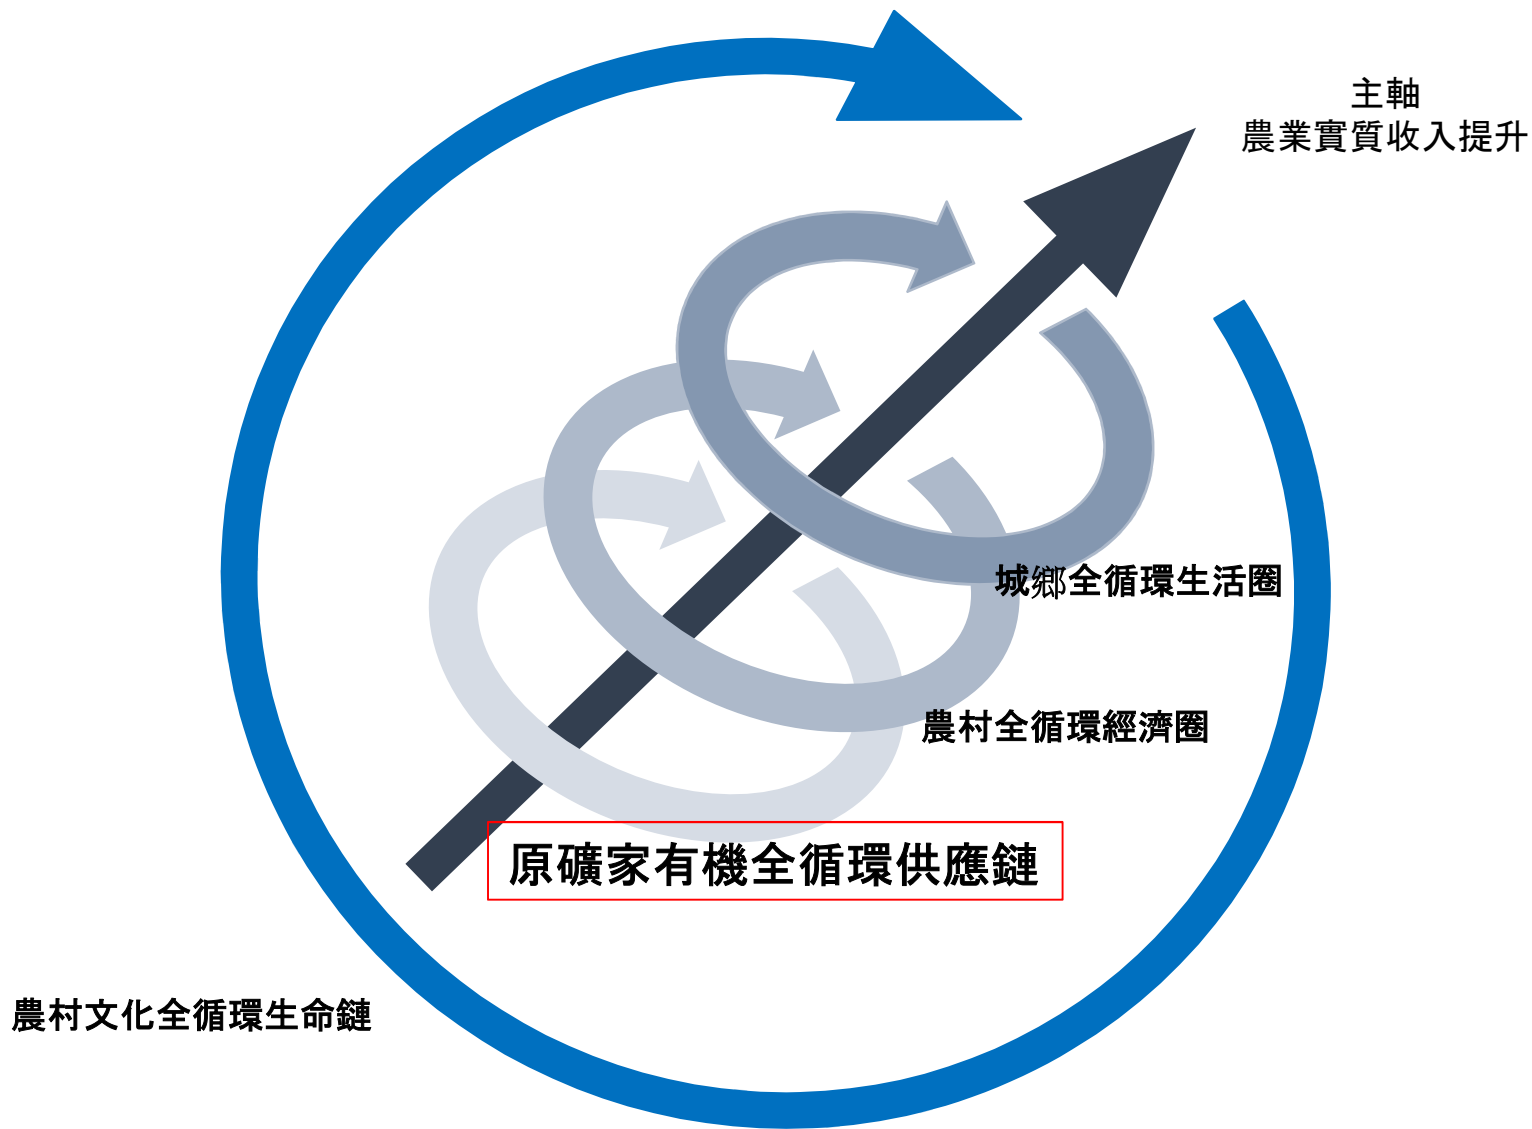 主軸
農業實質收入提升
城鄉全循環生活圈
農村全循環經濟圈
原礦家有機全循環供應鏈
農村文化全循環生命鏈